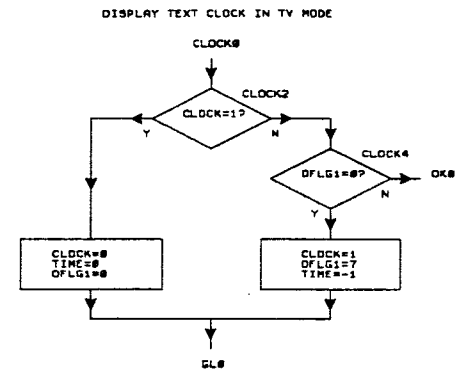 DISPLAY TEXT CLOCK IN TV MODE
CLOCK0
CLOCK2
CLOCK=1?
Y
N
CLOCK4
DFLG1=0?
OK0
N
Y
CLOCK=0
TIME=0
DFLG1=0
CLOCK=1
DFLG1=7
TIME=-1
GL0